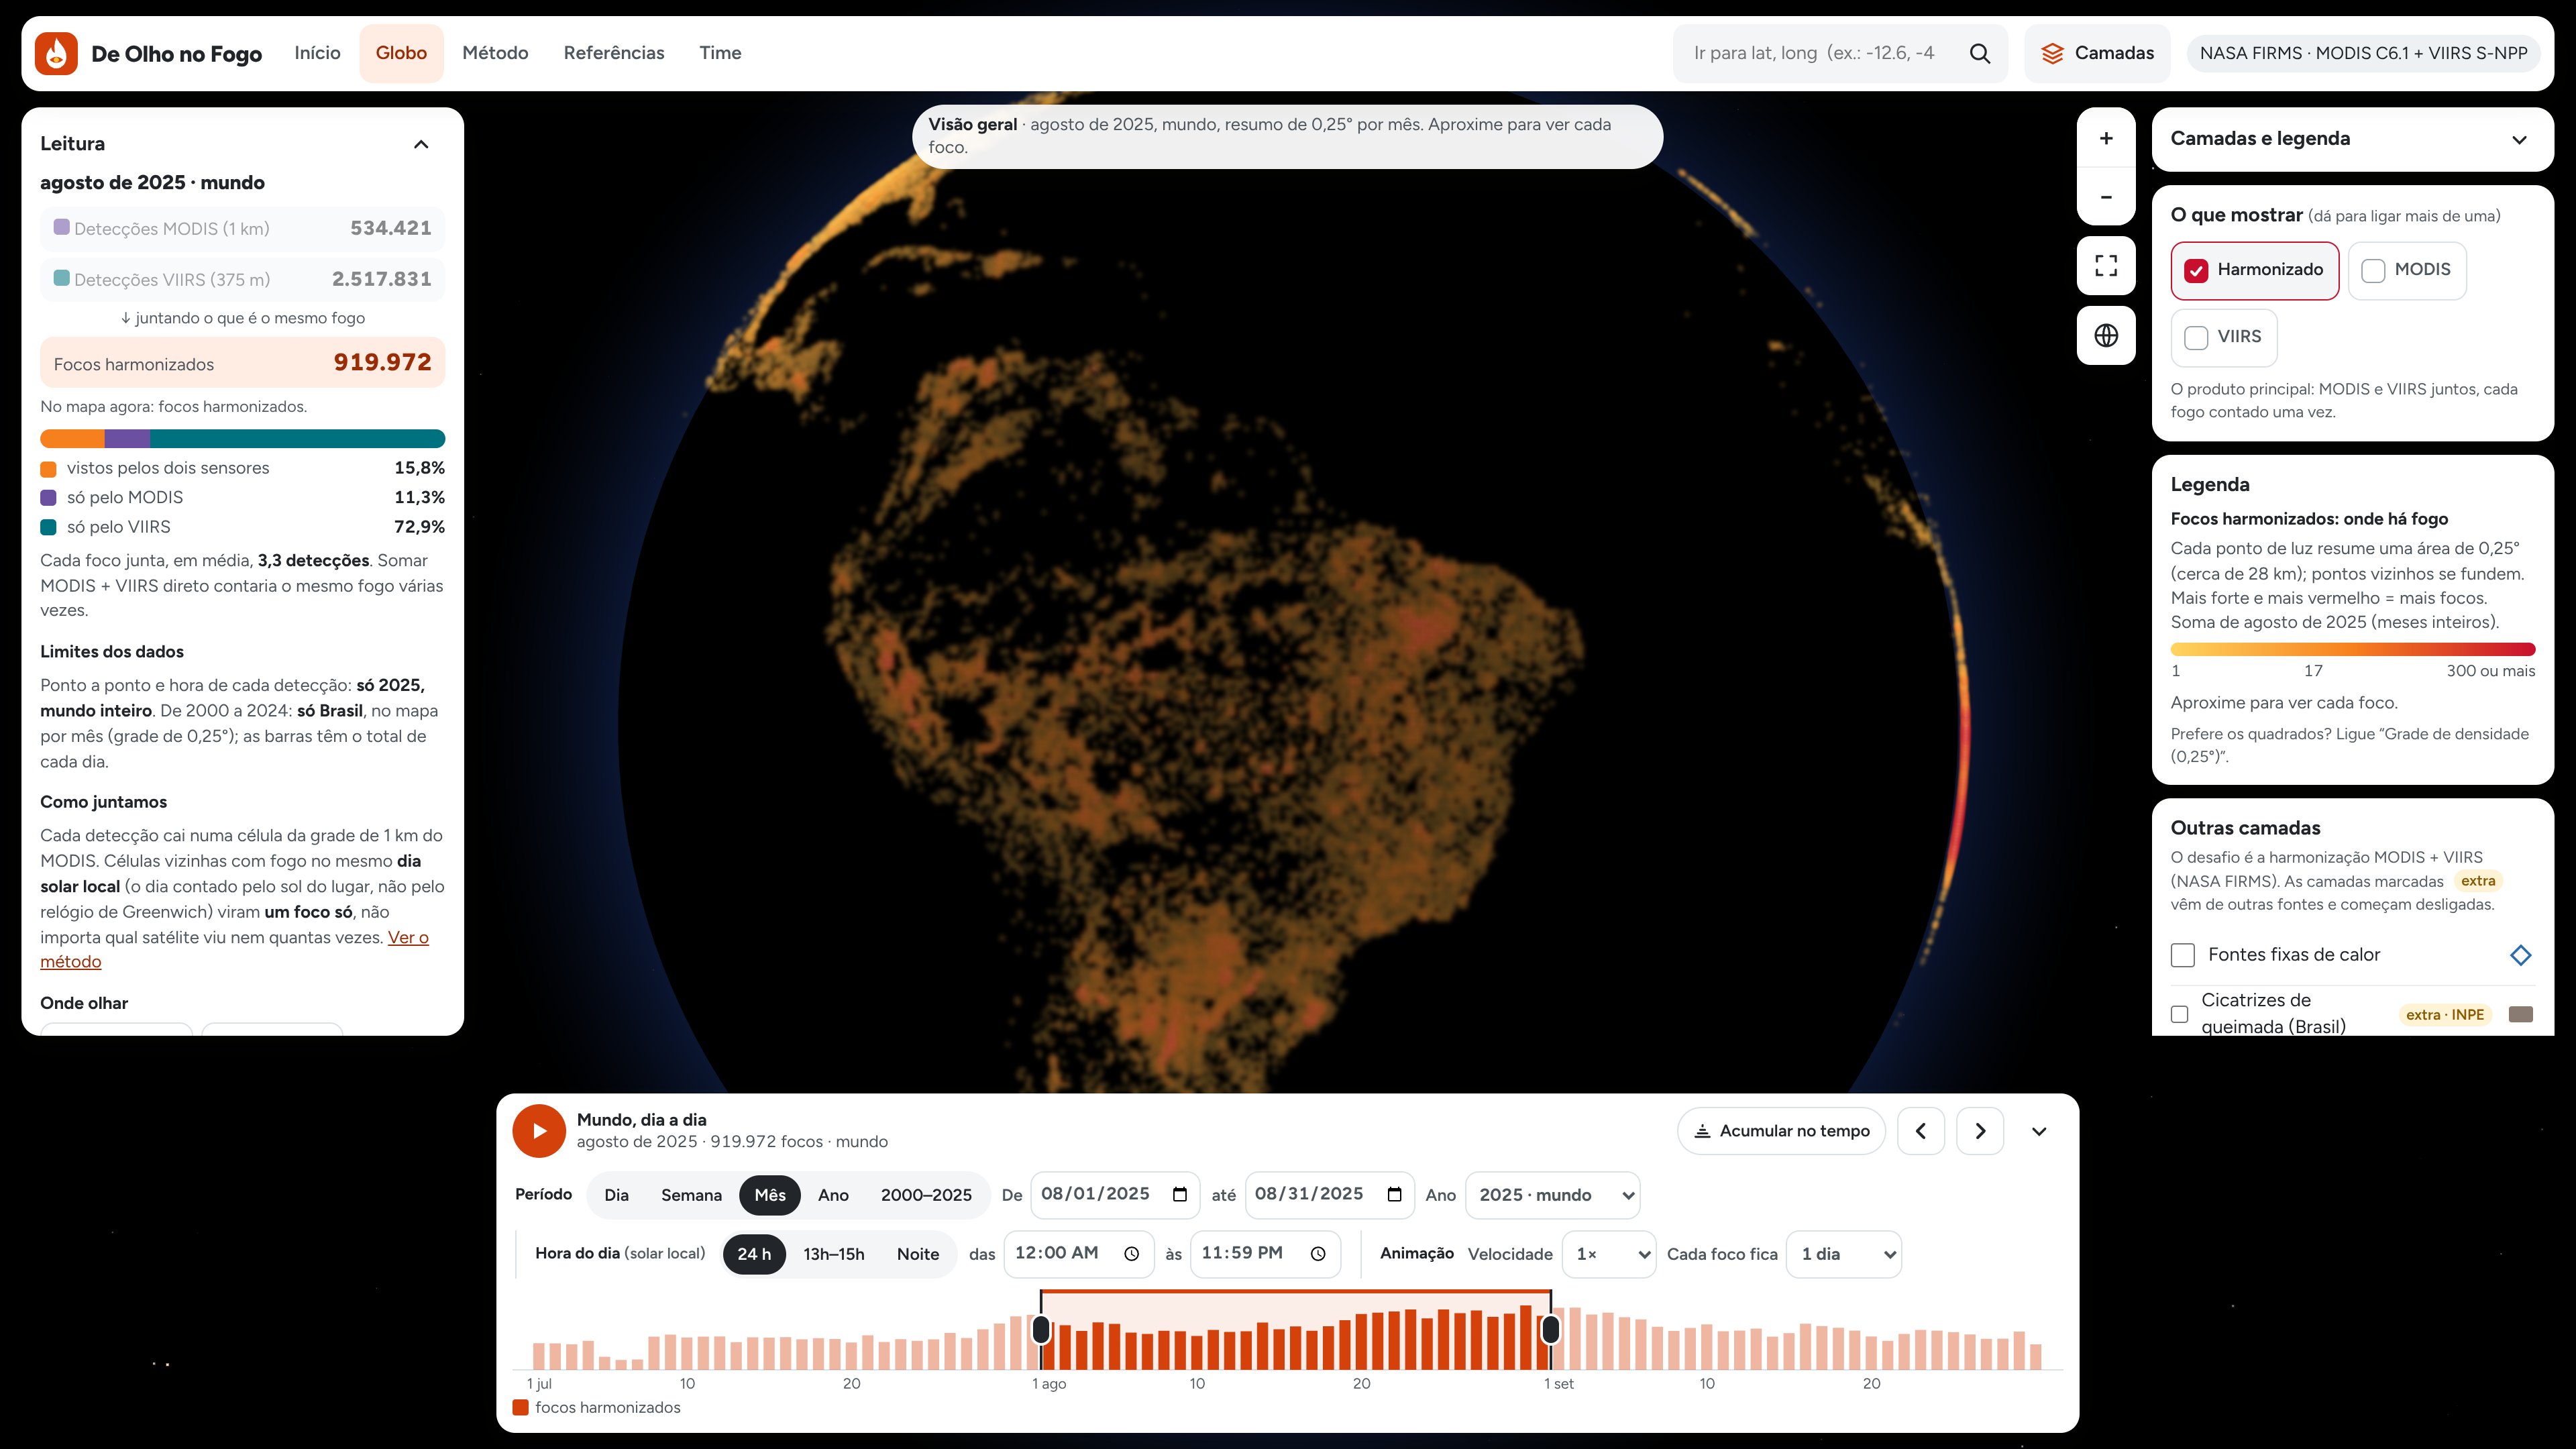 De Olho no Fogo
Início
Globo
Método
Referências
Time
Ir para lat, long (ex.: -12.6, -4
Camadas
NASA FIRMS · MODIS C6.1 + VIIRS S-NPP
Leitura
agosto de 2025 · mundo
Detecções MODIS (1 km) 534.421
Detecções VIIRS (375 m) 2.517.831
↓ juntando o que é o mesmo fogo
Focos harmonizados 919.972
No mapa agora: focos harmonizados.
vistos pelos dois sensores 15,8%
só pelo MODIS 11,3%
só pelo VIIRS 72,9%
Cada foco junta, em média, 3,3 detecções. Somar
MODIS + VIIRS direto contaria o mesmo fogo várias
vezes.
Limites dos dados
Ponto a ponto e hora de cada detecção: só 2025,
mundo inteiro. De 2000 a 2024: só Brasil, no mapa
por mês (grade de 0,25°); as barras têm o total de
cada dia.
Como juntamos
Cada detecção cai numa célula da grade de 1 km do
MODIS. Células vizinhas com fogo no mesmo dia
solar local (o dia contado pelo sol do lugar, não pelo
relógio de Greenwich) viram um foco só, não
importa qual satélite viu nem quantas vezes. Ver o
método
Onde olhar
Visão geral · agosto de 2025, mundo, resumo de 0,25° por mês. Aproxime para ver cada
foco.
+
−
Camadas e legenda
O que mostrar (dá para ligar mais de uma)
Harmonizado
MODIS
VIIRS
O produto principal: MODIS e VIIRS juntos, cada
fogo contado uma vez.
Legenda
Focos harmonizados: onde há fogo
Cada ponto de luz resume uma área de 0,25°
(cerca de 28 km); pontos vizinhos se fundem.
Mais forte e mais vermelho = mais focos.
Soma de agosto de 2025 (meses inteiros).
1 17 300 ou mais
Aproxime para ver cada foco.
Prefere os quadrados? Ligue “Grade de densidade
(0,25°)”.
Outras camadas
O desafio é a harmonização MODIS + VIIRS
(NASA FIRMS). As camadas marcadas extra
vêm de outras fontes e começam desligadas.
Fontes fixas de calor
Cicatrizes de
queimada (Brasil) extra · INPE
Mundo, dia a dia
agosto de 2025 · 919.972 focos · mundo
Acumular no tempo
Período Dia Semana Mês Ano 2000–2025 De 08/01/2025 até 08/31/2025 Ano 2025 · mundo
Hora do dia (solar local) 24 h 13h–15h Noite das 12:00 AM às 11:59 PM Animação Velocidade 1× Cada foco fica 1 dia
1 jul 10 20 1 ago 10 20 1 set 10 20
focos harmonizados